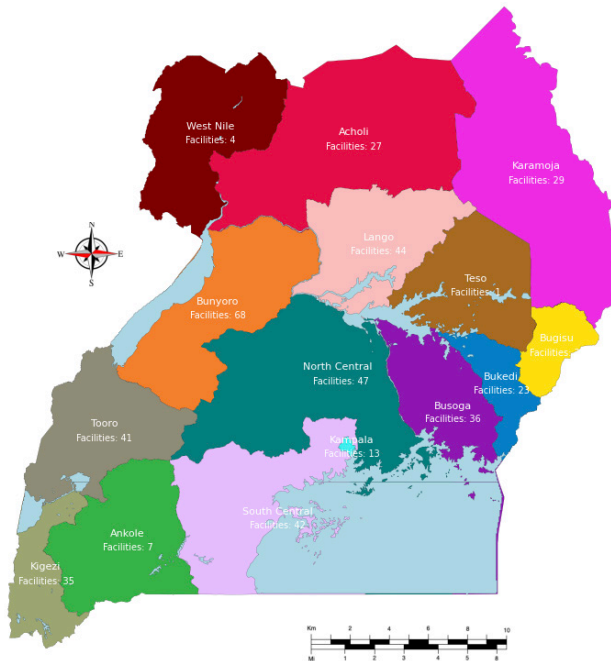 West Nile
Facilities: 4
Acholi
Facilities: 27
Karamoja
Facilities: 29
Lango
Facilities: 44
N
W
E
S
Teso
Facilities: 1
Bunyoro
Facilities: 68
Bugisu
Facilities:
North Central
Facilities: 47
Bukedi
Facilities: 23
Busoga
Facilities: 36
Tooro
Facilities: 41
Kampala
Facilities: 13
South Central
Facilities: 42
Ankole
Facilities: 7
Kigezi
Facilities: 35
Km 2 4 6 8 10
Mi 1 2 3 4 5 6